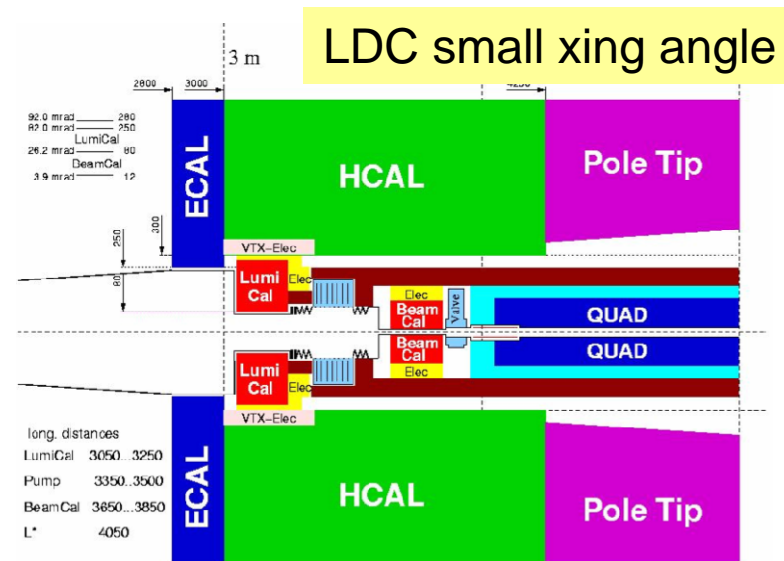 LDC small xing angle
3 m
2800 3000 4250
92.0 mrad 280
82.0 mrad 250
LumiCal
26.2 mrad 80
BeamCal
3.9 mrad 12
ECAL
HCAL
Pole Tip
300
250
80
VTX-Elec
Lumi
Cal
Elec
Elec
Beam
Cal
Valve
QUAD
Beam
Cal
QUAD
Elec
Lumi
Cal
Elec
VTX-Elec
long. distances
LumiCal 3050...3250
Pump 3350..3500
BeamCal 3650...3850
L* 4050
ECAL
HCAL
Pole Tip